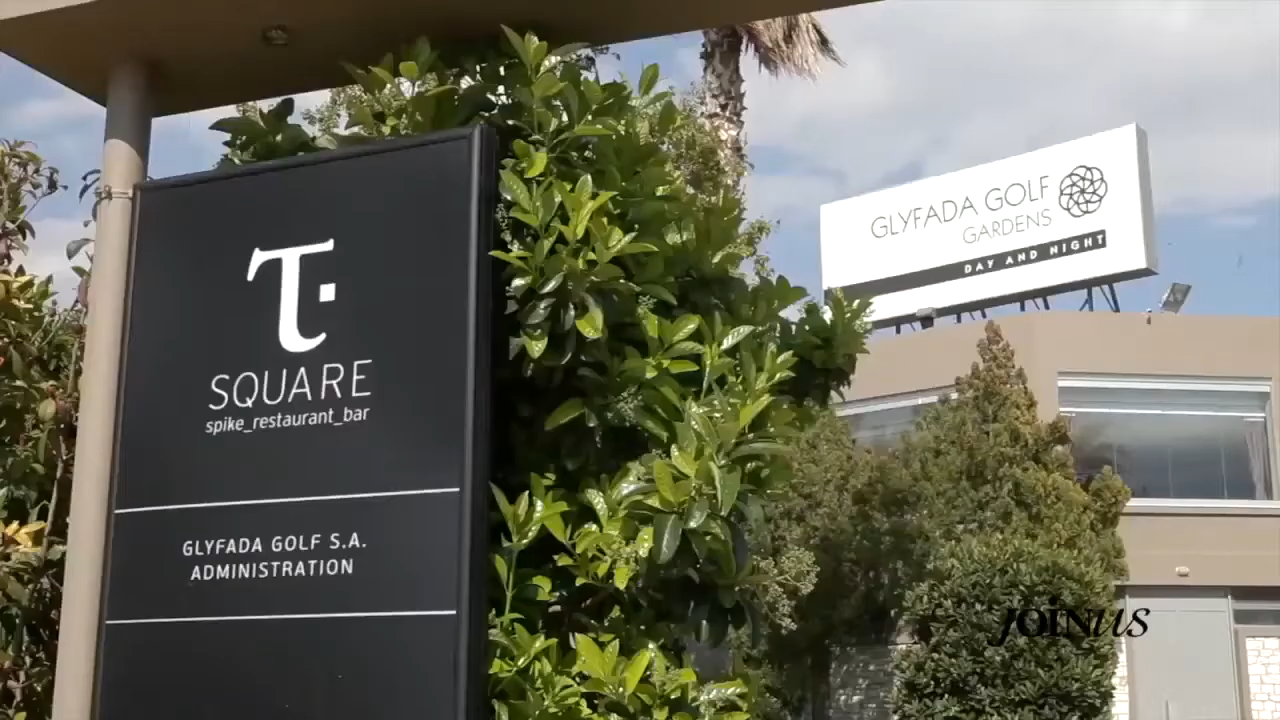 T.
SQUARE
spike_restaurant_bar
GLYFADA GOLF S.A.
ADMINISTRATION
GLYFADA GOLF
GARDENS
DAY AND NIGHT
JOINUS